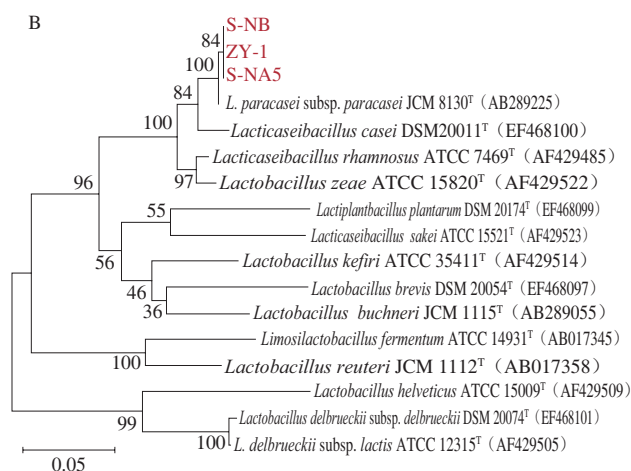 B
S-NB
84
ZY-1
100
S-NA5
84
L. paracasei subsp. paracasei JCM 8130ᵀ（AB289225）
100
Lacticaseibacillus casei DSM20011ᵀ（EF468100）
Lacticaseibacillus rhamnosus ATCC 7469ᵀ（AF429485）
96
97
Lactobacillus zeae ATCC 15820ᵀ（AF429522）
55
Lactiplantbacillus plantarum DSM 20174ᵀ（EF468099）
Lacticaseibacillus sakei ATCC 15521ᵀ（AF429523）
56
Lactobacillus kefiri ATCC 35411ᵀ（AF429514）
46
Lactobacillus brevis DSM 20054ᵀ（EF468097）
36
Lactobacillus buchneri JCM 1115ᵀ（AB289055）
Limosilactobacillus fermentum ATCC 14931ᵀ（AB017345）
100
Lactobacillus reuteri JCM 1112ᵀ（AB017358）
Lactobacillus helveticus ATCC 15009ᵀ（AF429509）
99
Lactobacillus delbrueckii subsp. delbrueckii DSM 20074ᵀ（EF468101）
100
L. delbrueckii subsp. lactis ATCC 12315ᵀ（AF429505）
0.05